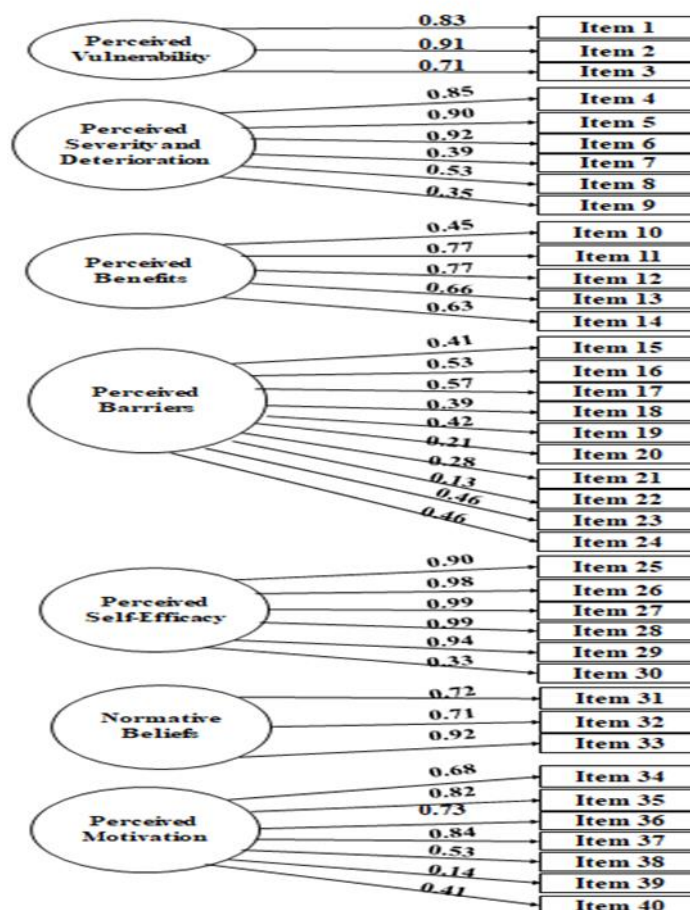 Perceived
Vulnerability
0.83
Item 1
0.91
Item 2
0.71
Item 3
Perceived
Severity and
Deterioration
0.85
Item 4
0.90
Item 5
0.92
Item 6
0.39
Item 7
0.53
Item 8
0.35
Item 9
Perceived
Benefits
0.45
Item 10
0.77
Item 11
0.77
Item 12
0.66
Item 13
0.63
Item 14
Perceived
Barriers
0.41
Item 15
0.53
Item 16
0.57
Item 17
0.39
Item 18
0.42
Item 19
0.21
Item 20
0.28
Item 21
0.13
Item 22
0.46
Item 23
0.46
Item 24
Perceived
Self-Efficacy
0.90
Item 25
0.98
Item 26
0.99
Item 27
0.99
Item 28
0.94
Item 29
0.33
Item 30
Normative
Beliefs
0.72
Item 31
0.71
Item 32
0.92
Item 33
Perceived
Motivation
0.68
Item 34
0.82
Item 35
0.73
Item 36
0.84
Item 37
0.53
Item 38
0.14
Item 39
0.41
Item 40